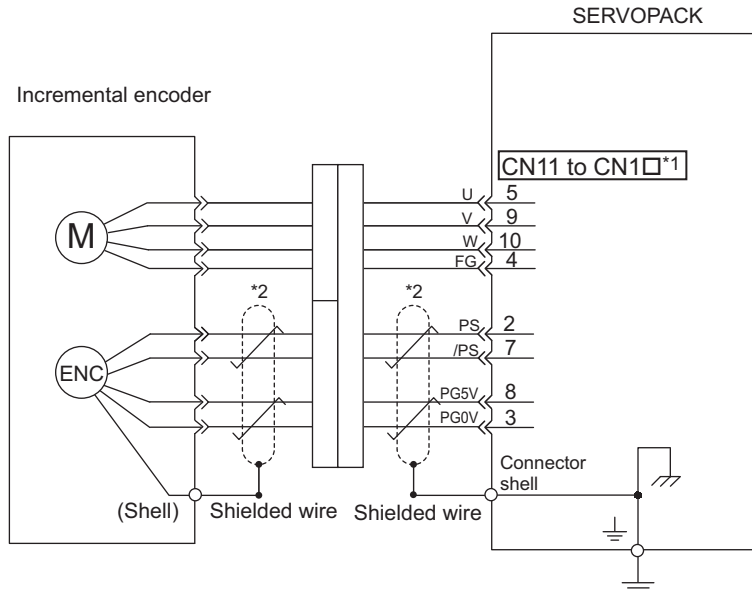 SERVOPACK
Incremental encoder
CN11 to CN1□*1
M
U 5
V 9
W 10
FG 4
*2 *2
ENC
PS 2
/PS 7
PG5V 8
PG0V 3
Connector
shell
(Shell) Shielded wire Shielded wire